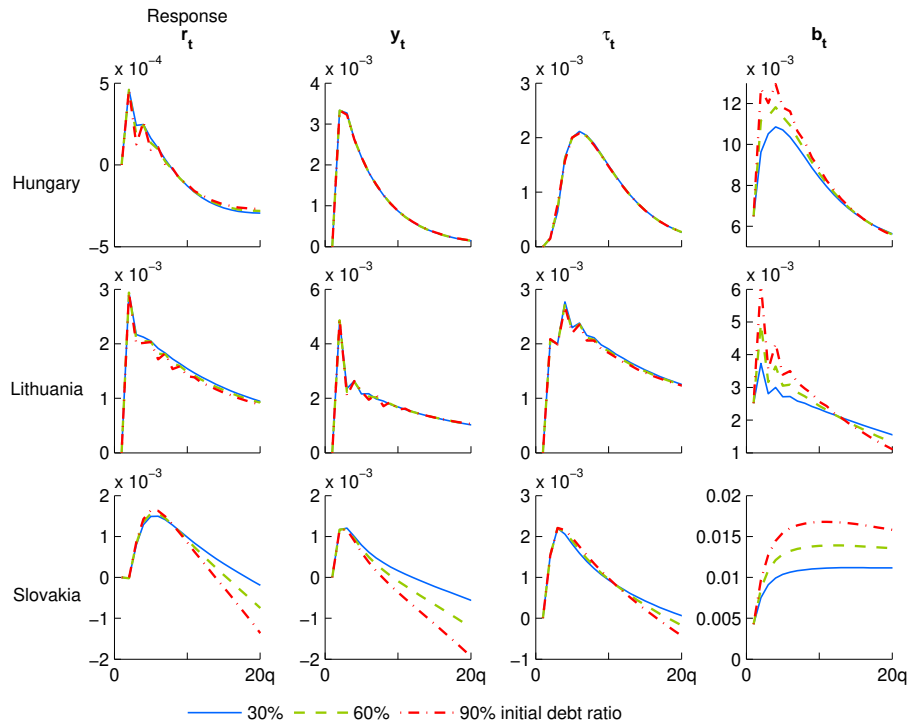 Response
r_t y_t τ_t b_t
x 10⁻⁴ x 10⁻³ x 10⁻³ x 10⁻³
Hungary
5 0 −5
4 3 2 1 0
3 2 1 0
12 10 8 6
x 10⁻³ x 10⁻³ x 10⁻³ x 10⁻³
Lithuania
3 2 1 0
6 4 2 0
3 2 1 0
6 5 4 3 2 1
x 10⁻³ x 10⁻³ x 10⁻³
Slovakia
2 1 0 −1 −2
2 1 0 −1 −2
3 2 1 0 −1
0.02 0.015 0.01 0.005 0
0 20q 0 20q 0 20q 0 20q
30% 60% 90% initial debt ratio